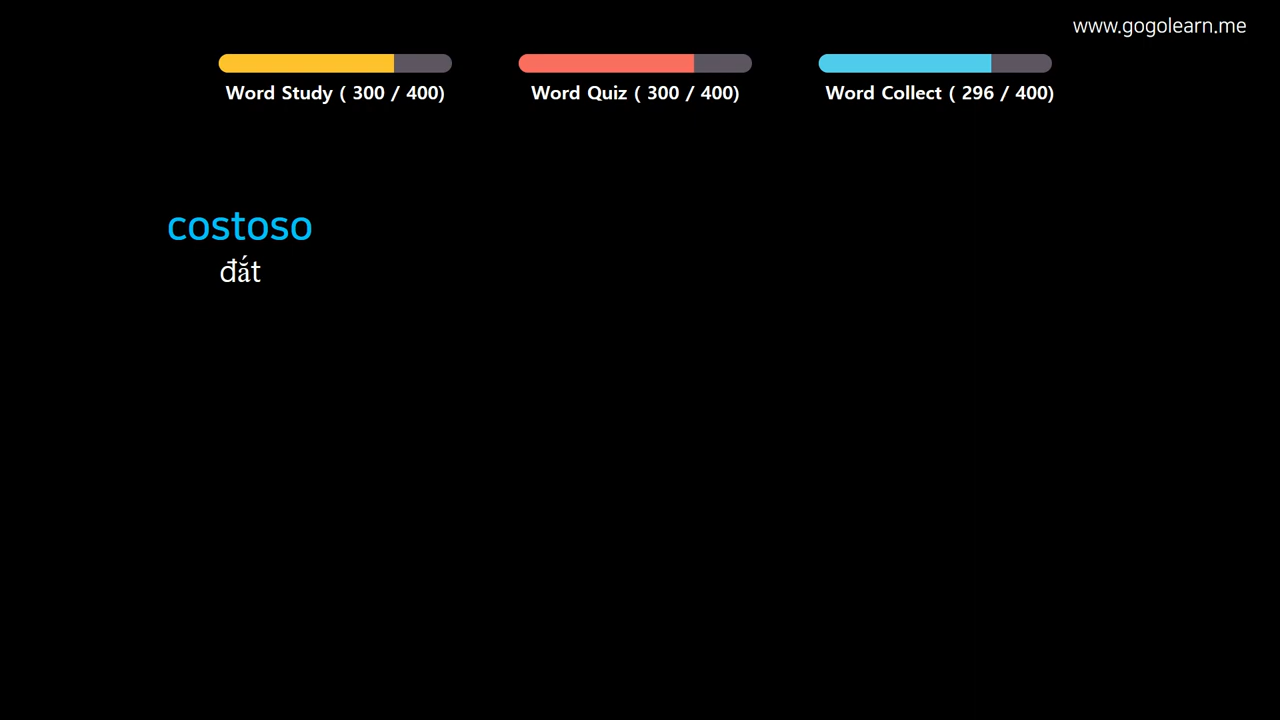 www.gogolearn.me
Word Study ( 300 / 400)
Word Quiz ( 300 / 400)
Word Collect ( 296 / 400)
costoso
đắt